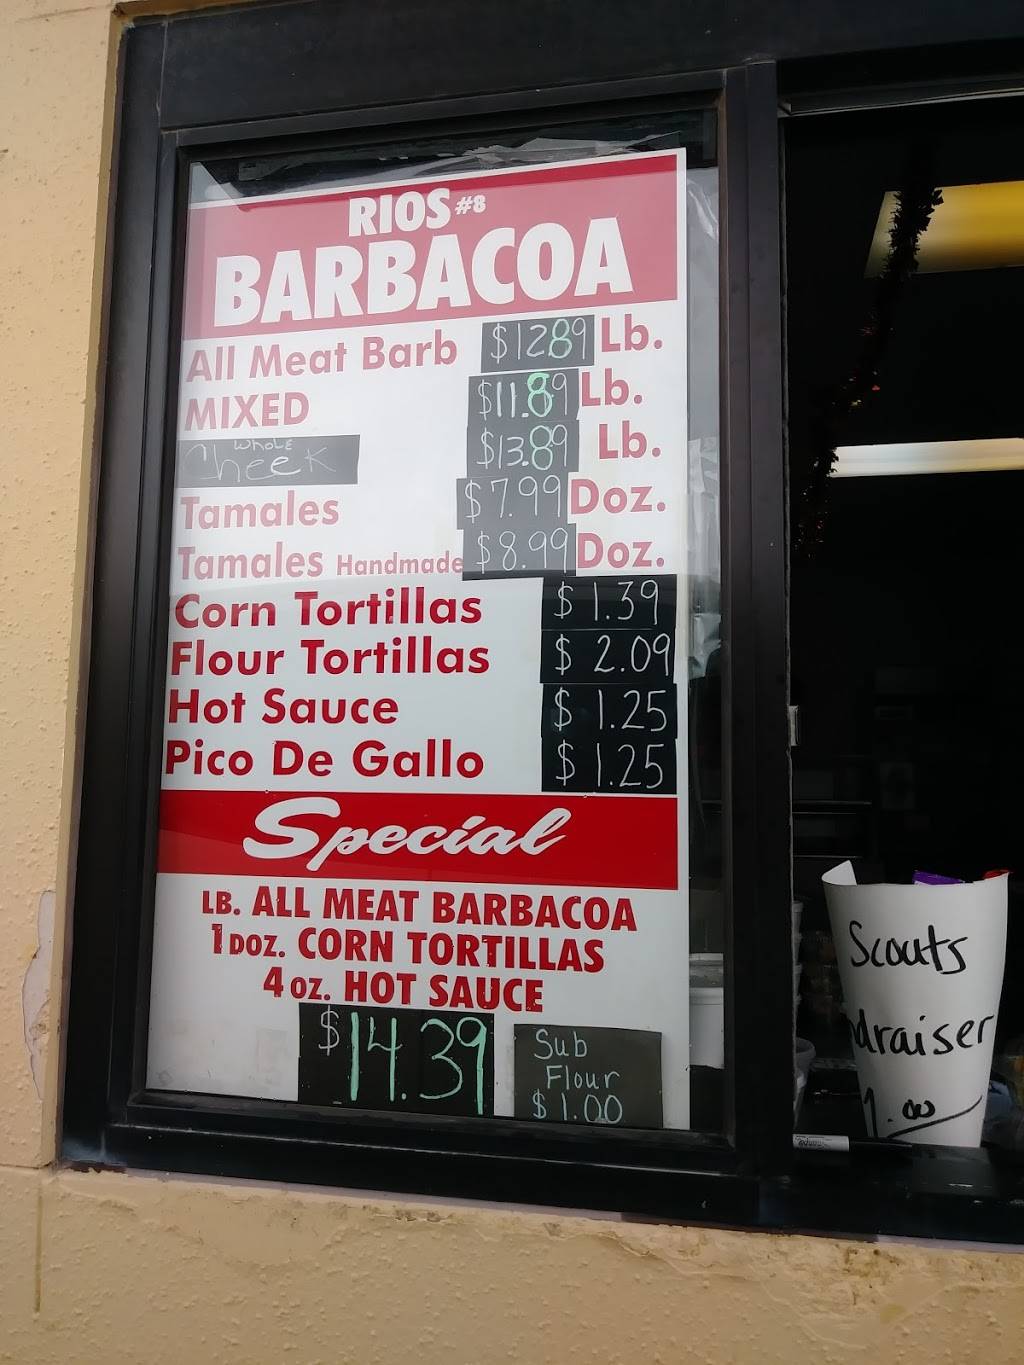 RIOS #8
BARBACOA
All Meat Barb $12.89 Lb.
MIXED $11.89 Lb.
Whole Cheek $13.89 Lb.
Tamales $7.99 Doz.
Tamales Handmade $8.99 Doz.
Corn Tortillas $1.39
Flour Tortillas $2.09
Hot Sauce $1.25
Pico De Gallo $1.25
Special
LB. ALL MEAT BARBACOA
1 DOZ. CORN TORTILLAS
4 OZ. HOT SAUCE
$14.39
Sub
Flour
$1.00
Scouts
draiser
1.00